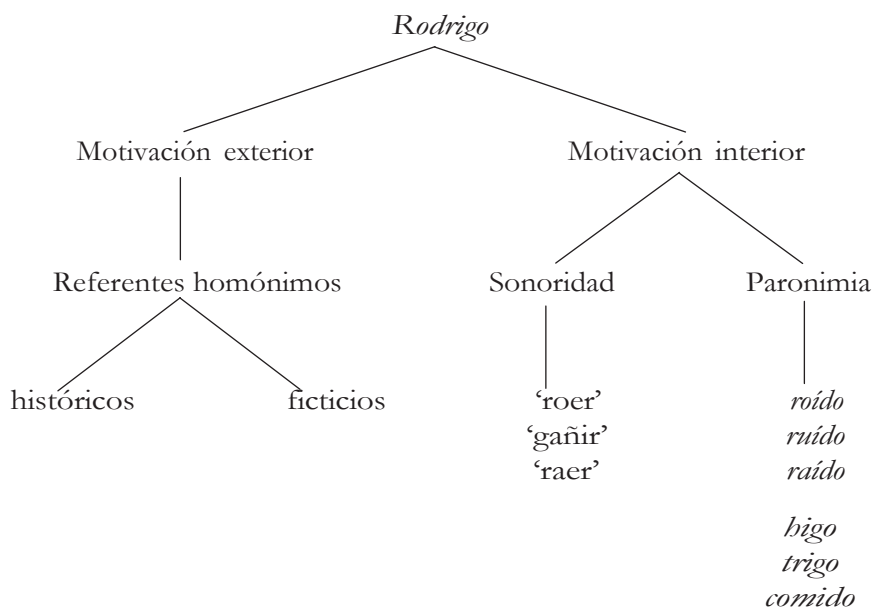 Rodrigo
Motivación exterior
Motivación interior
Referentes homónimos
Sonoridad
Paronimia
históricos
ficticios
‘roer’
roído
‘gañir’
ruído
‘raer’
raído
higo
trigo
comido